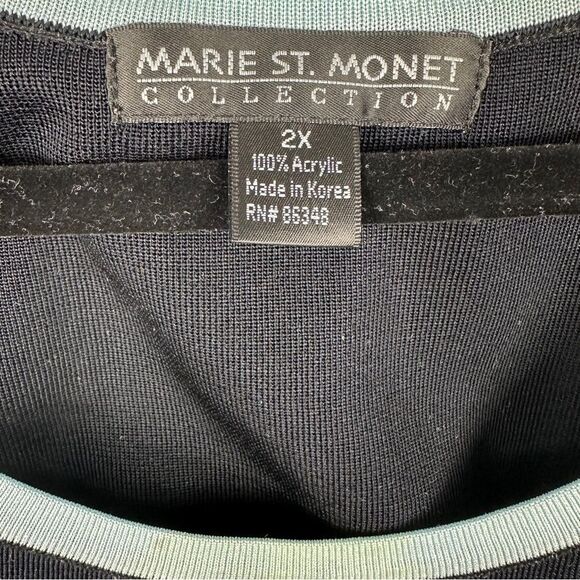 MARIE ST. MONET
COLLECTION
2X
100% Acrylic
Made in Korea
RN# 86348